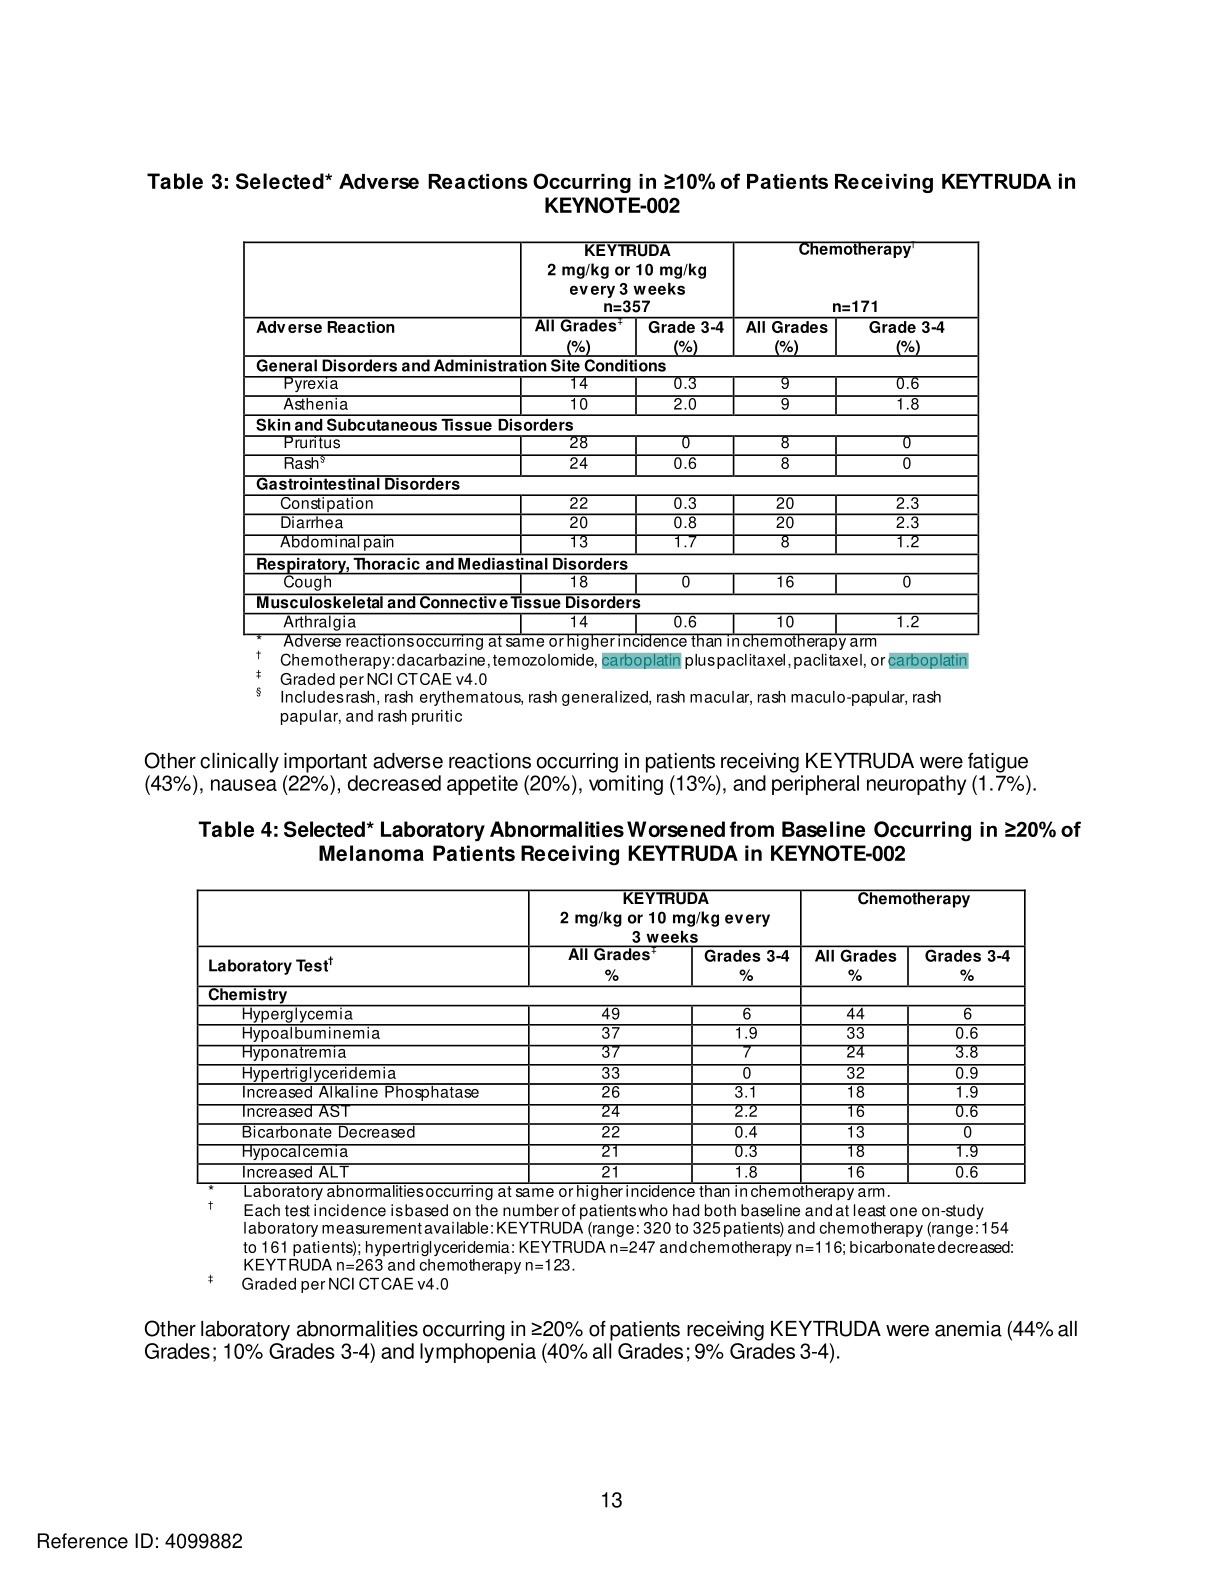 Table 3: Selected* Adverse Reactions Occurring in ≥10% of Patients Receiving KEYTRUDA in
KEYNOTE-002
KEYTRUDA
2 mg/kg or 10 mg/kg
every 3 weeks
n=357
Chemotherapy†
n=171
Adverse Reaction All Grades‡ (%) Grade 3-4 (%) All Grades (%) Grade 3-4 (%)
General Disorders and Administration Site Conditions
Pyrexia 14 0.3 9 0.6
Asthenia 10 2.0 9 1.8
Skin and Subcutaneous Tissue Disorders
Pruritus 28 0 8 0
Rash§ 24 0.6 8 0
Gastrointestinal Disorders
Constipation 22 0.3 20 2.3
Diarrhea 20 0.8 20 2.3
Abdominal pain 13 1.7 8 1.2
Respiratory, Thoracic and Mediastinal Disorders
Cough 18 0 16 0
Musculoskeletal and Connective Tissue Disorders
Arthralgia 14 0.6 10 1.2
* Adverse reactions occurring at same or higher incidence than in chemotherapy arm
† Chemotherapy: dacarbazine, temozolomide, carboplatin plus paclitaxel, paclitaxel, or carboplatin
‡ Graded per NCI CTCAE v4.0
§ Includes rash, rash erythematous, rash generalized, rash macular, rash maculo-papular, rash
papular, and rash pruritic
Other clinically important adverse reactions occurring in patients receiving KEYTRUDA were fatigue
(43%), nausea (22%), decreased appetite (20%), vomiting (13%), and peripheral neuropathy (1.7%).
Table 4: Selected* Laboratory Abnormalities Worsened from Baseline Occurring in ≥20% of
Melanoma Patients Receiving KEYTRUDA in KEYNOTE-002
KEYTRUDA
2 mg/kg or 10 mg/kg every
3 weeks
Chemotherapy
Laboratory Test† All Grades‡ % Grades 3-4 % All Grades % Grades 3-4 %
Chemistry
Hyperglycemia 49 6 44 6
Hypoalbuminemia 37 1.9 33 0.6
Hyponatremia 37 7 24 3.8
Hypertriglyceridemia 33 0 32 0.9
Increased Alkaline Phosphatase 26 3.1 18 1.9
Increased AST 24 2.2 16 0.6
Bicarbonate Decreased 22 0.4 13 0
Hypocalcemia 21 0.3 18 1.9
Increased ALT 21 1.8 16 0.6
* Laboratory abnormalities occurring at same or higher incidence than in chemotherapy arm.
† Each test incidence is based on the number of patients who had both baseline and at least one on-study
laboratory measurement available: KEYTRUDA (range: 320 to 325 patients) and chemotherapy (range: 154
to 161 patients); hypertriglyceridemia: KEYTRUDA n=247 and chemotherapy n=116; bicarbonate decreased:
KEYTRUDA n=263 and chemotherapy n=123.
‡ Graded per NCI CTCAE v4.0
Other laboratory abnormalities occurring in ≥20% of patients receiving KEYTRUDA were anemia (44% all
Grades; 10% Grades 3-4) and lymphopenia (40% all Grades; 9% Grades 3-4).
13
Reference ID: 4099882